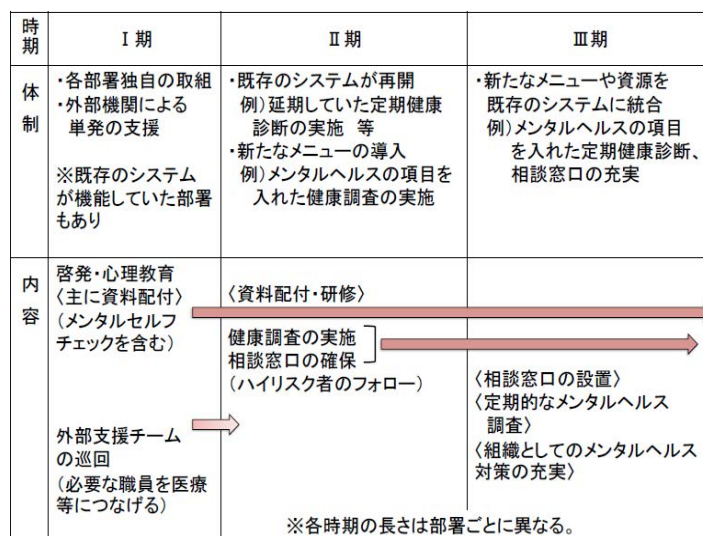 時期
Ⅰ期
Ⅱ期
Ⅲ期
体制
・各部署独自の取組
・外部機関による
単発の支援
※既存のシステム
が機能していた部署
もあり
・既存のシステムが再開
例）延期していた定期健康
診断の実施 等
・新たなメニューの導入
例）メンタルヘルスの項目を
入れた健康調査の実施
・新たなメニューや資源を
既存のシステムに統合
例）メンタルヘルスの項目
を入れた定期健康診断、
相談窓口の充実
内容
啓発・心理教育
〈主に資料配付〉
（メンタルセルフ
チェックを含む）
外部支援チーム
の巡回
（必要な職員を医療
等につなげる）
〈資料配付・研修〉
健康調査の実施
相談窓口の確保
（ハイリスク者のフォロー）
〈相談窓口の設置〉
〈定期的なメンタルヘルス
調査〉
〈組織としてのメンタルヘルス
対策の充実〉
※各時期の長さは部署ごとに異なる。